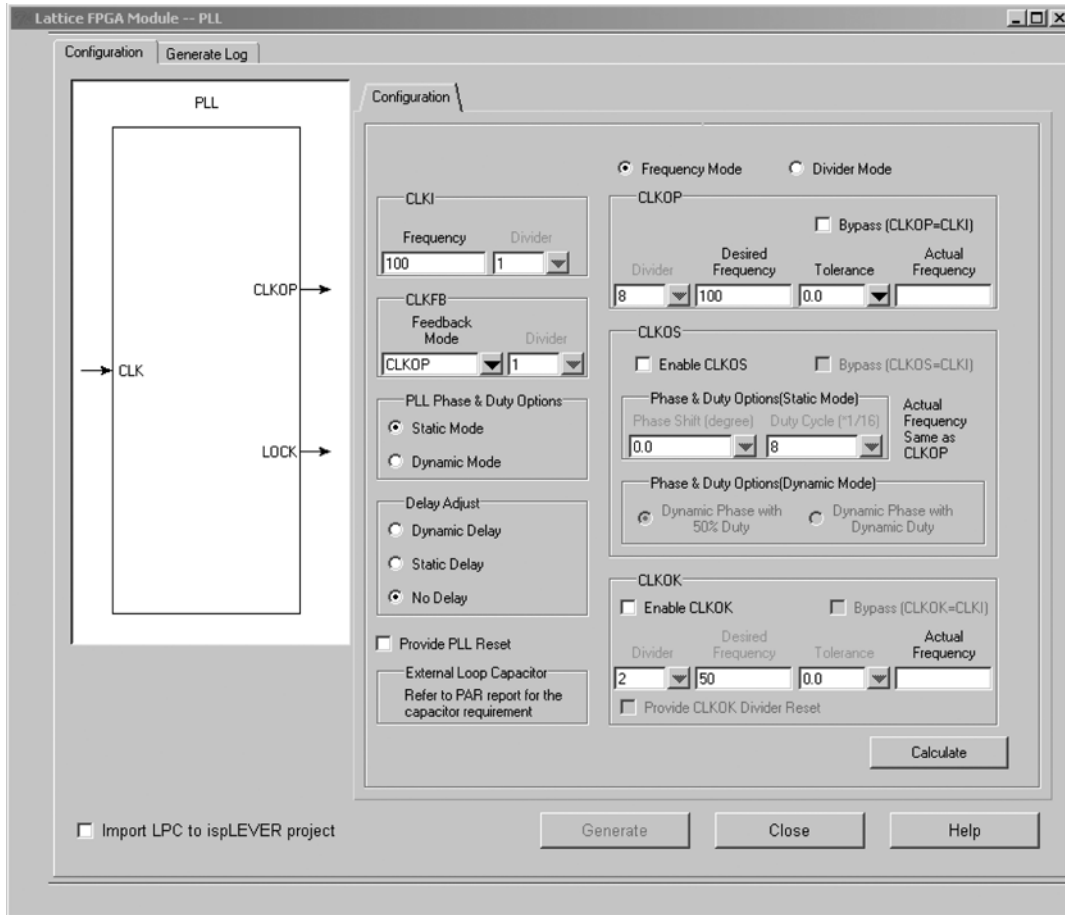 Lattice FPGA Module -- PLL
Configuration
Generate Log
PLL
CLK
CLKOP
LOCK
Configuration
Frequency Mode
Divider Mode
CLKI
Frequency
Divider
100
1
CLKFB
Feedback
Mode
Divider
CLKOP
1
PLL Phase & Duty Options
Static Mode
Dynamic Mode
Delay Adjust
Dynamic Delay
Static Delay
No Delay
Provide PLL Reset
External Loop Capacitor
Refer to PAR report for the
capacitor requirement
CLKOP
Bypass (CLKOP=CLKI)
Divider
Desired
Frequency
Tolerance
Actual
Frequency
8
100
0.0
CLKOS
Enable CLKOS
Bypass (CLKOS=CLKI)
Phase & Duty Options(Static Mode)
Phase Shift (degree)
Duty Cycle (*1/16)
0.0
8
Actual
Frequency
Same as
CLKOP
Phase & Duty Options(Dynamic Mode)
Dynamic Phase with
50% Duty
Dynamic Phase with
Dynamic Duty
CLKOK
Enable CLKOK
Bypass (CLKOK=CLKI)
Divider
Desired
Frequency
Tolerance
Actual
Frequency
2
50
0.0
Provide CLKOK Divider Reset
Calculate
Import LPC to ispLEVER project
Generate
Close
Help